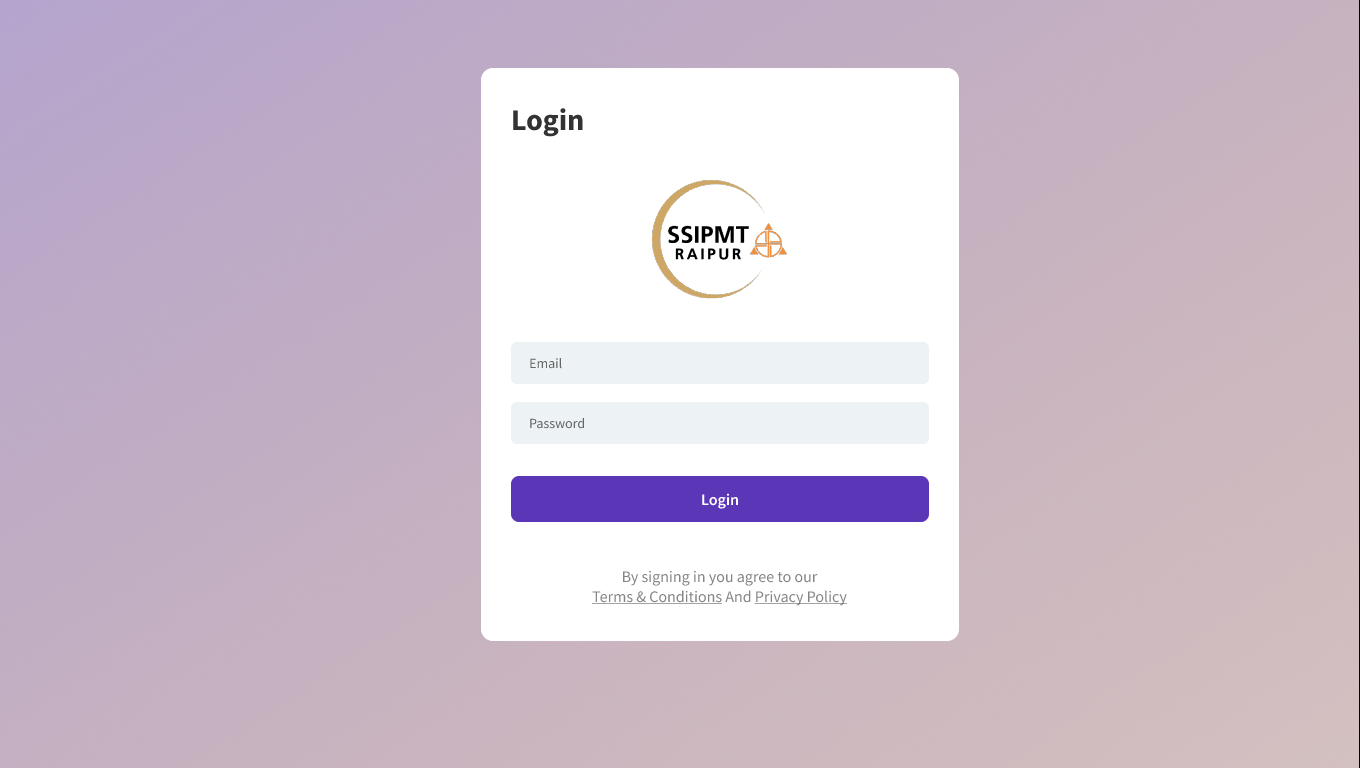 Login
SSIPMT
RAIPUR
Email
Password
Login
By signing in you agree to our
Terms & Conditions And Privacy Policy